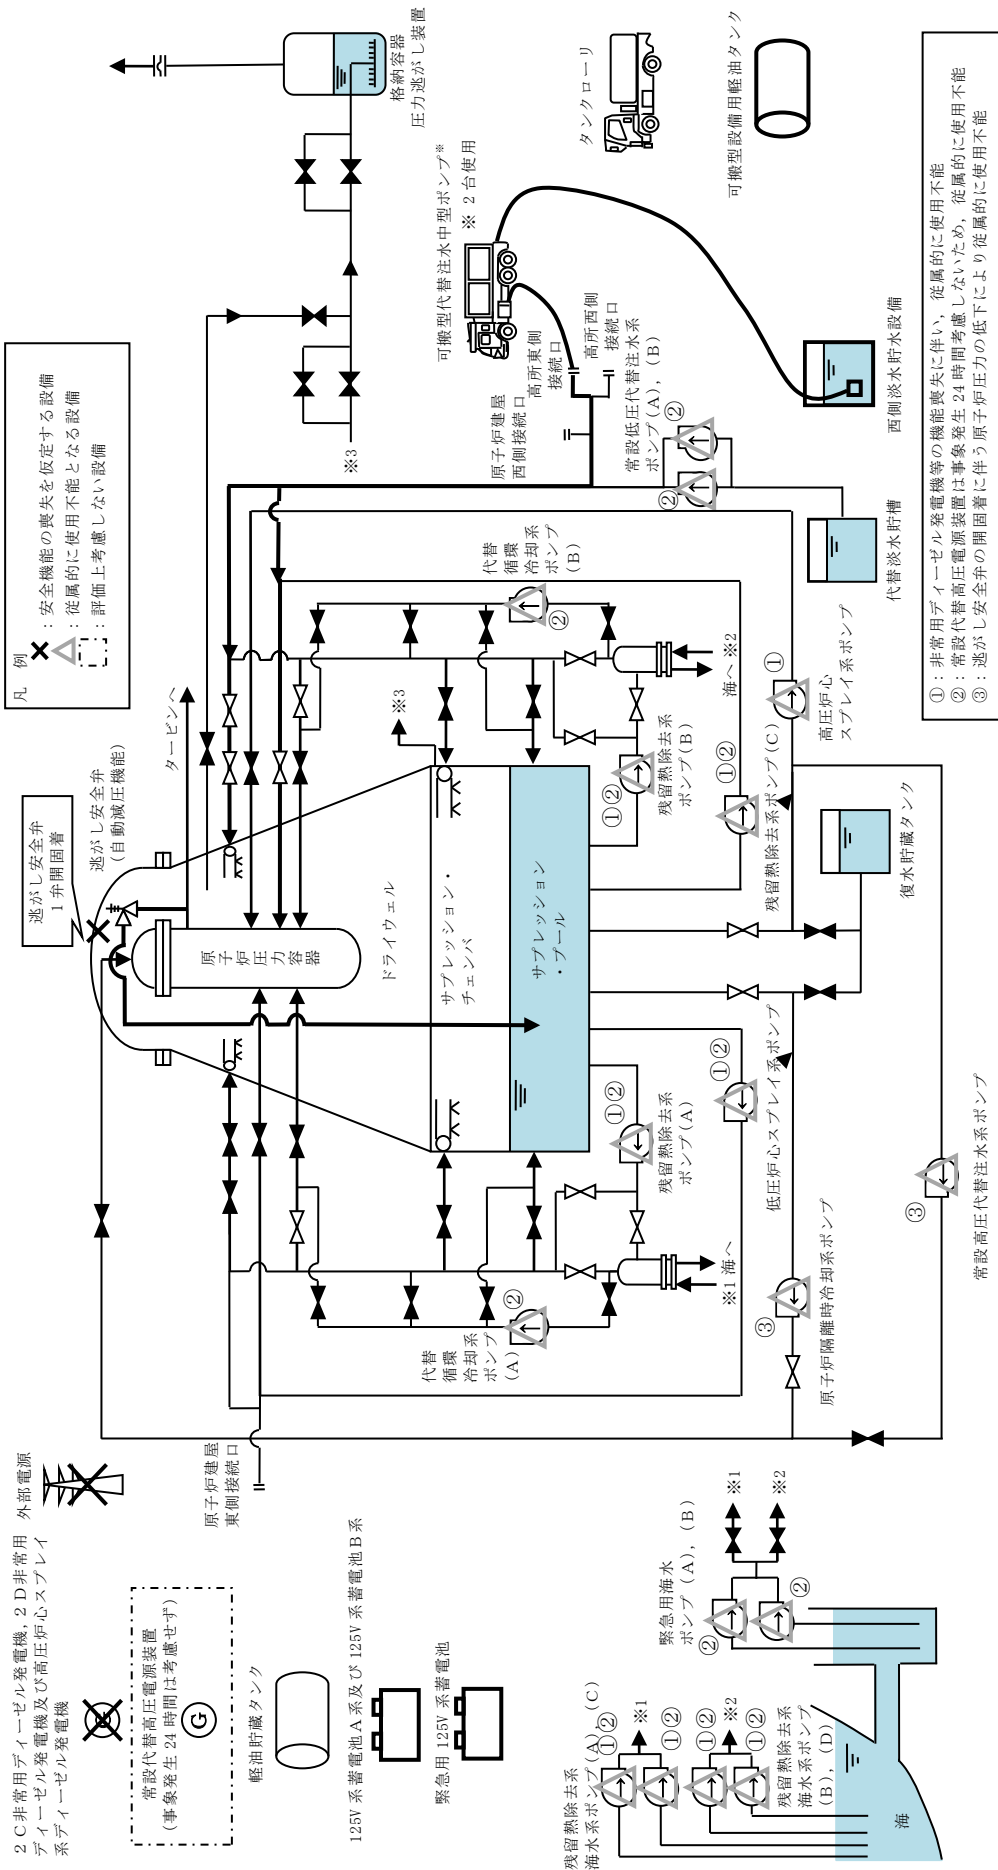 2C非常用ディーゼル発電機,2D非常用
ディーゼル発電機及び高圧炉心スプレイ
系ディーゼル発電機
外部電源
常設代替高圧電源装置
(事象発生24時間は考慮せず)
G
G
軽油貯蔵タンク
125V系蓄電池A系及び125V系蓄電池B系
緊急用125V系蓄電池
原子炉建屋
東側接続口
逃がし安全弁
1弁開固着
逃がし安全弁
(自動減圧機能)
タービンへ
凡 例
:安全機能の喪失を仮定する設備
:従属的に使用不能となる設備
:評価上考慮しない設備
※3
格納容器
圧力逃がし装置
原子炉圧力容器
ドライウェル
サプレッション・
チェンバ
サプレッション
・プール
※3
代替
循環
冷却系
ポンプ
(A)
②
代替
循環
冷却系
ポンプ
(B)
②
原子炉建屋
西側接続口
高所東側
接続口
高所西側
接続口
可搬型代替注水中型ポンプ※
※ 2台使用
タンクローリ
可搬型設備用軽油タンク
常設低圧代替注水系
ポンプ(A),(B)
②
②
西側淡水貯水設備
代替淡水貯槽
※1
海へ
海へ
※2
①②
残留熱除去系
ポンプ(A)
①②
残留熱除去系
ポンプ(B)
①②
低圧炉心スプレイ系ポンプ
①②
残留熱除去系ポンプ(C)
①
高圧炉心
スプレイ系ポンプ
③
原子炉隔離時冷却系ポンプ
③
常設高圧代替注水系ポンプ
復水貯蔵タンク
残留熱除去系
海水系ポンプ(A),(C)
①②
①②
※1
①②
①②
※2
残留熱除去系
海水系ポンプ
(B),(D)
緊急用海水
ポンプ(A),(B)
②
②
※1
※2
海
①:非常用ディーゼル発電機等の機能喪失に伴い,従属的に使用不能
②:常設代替高圧電源装置は事象発生24時間考慮しないため,従属的に使用不能
③:逃がし安全弁の開固着に伴う原子炉圧力の低下により従属的に使用不能